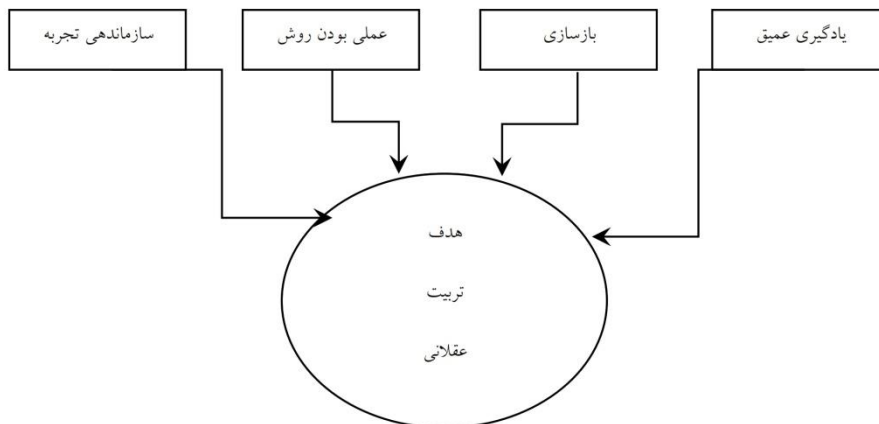 یادگیری عمیق
بازسازی
عملی بودن روش
سازماندهی تجربه
هدف
تربیت
عقلانی